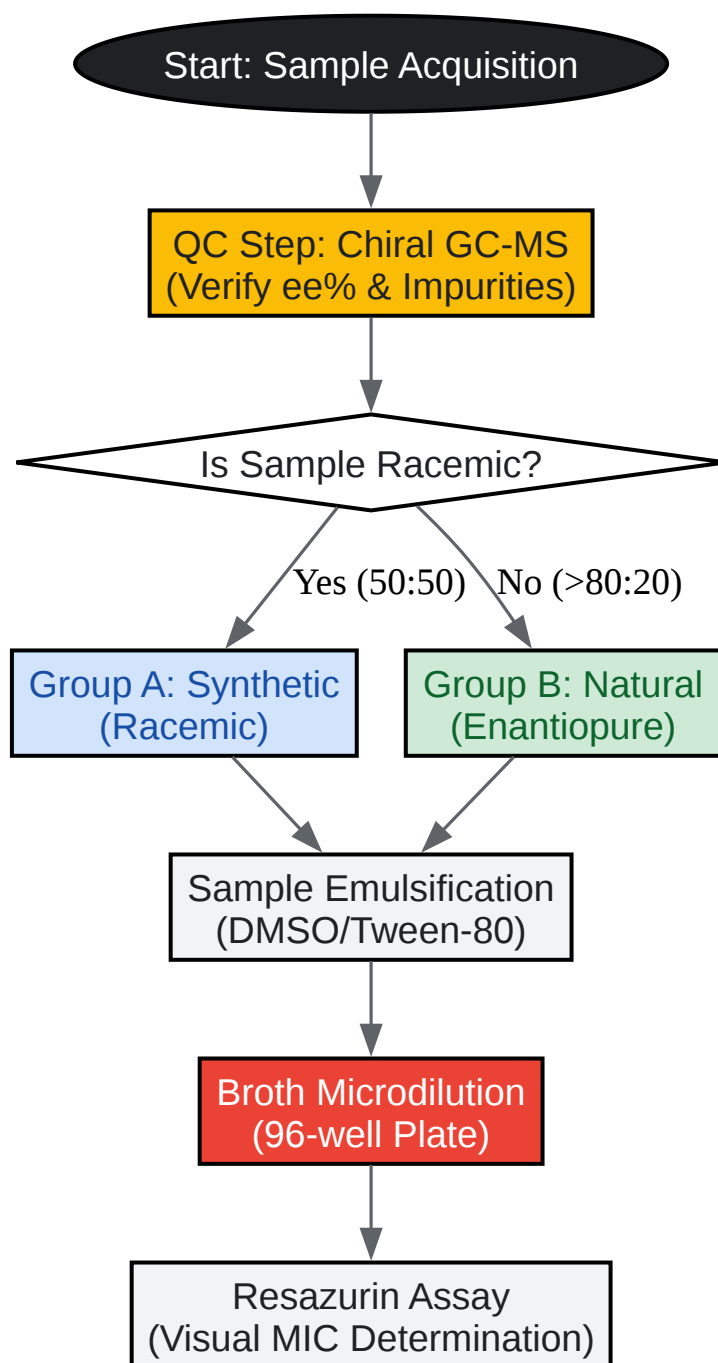 Start: Sample Acquisition
QC Step: Chiral GC-MS
(Verify ee% & Impurities)
Is Sample Racemic?
Yes (50:50)
No (>80:20)
Group A: Synthetic
(Racemic)
Group B: Natural
(Enantiopure)
Sample Emulsification
(DMSO/Tween-80)
Broth Microdilution
(96-well Plate)
Resazurin Assay
(Visual MIC Determination)